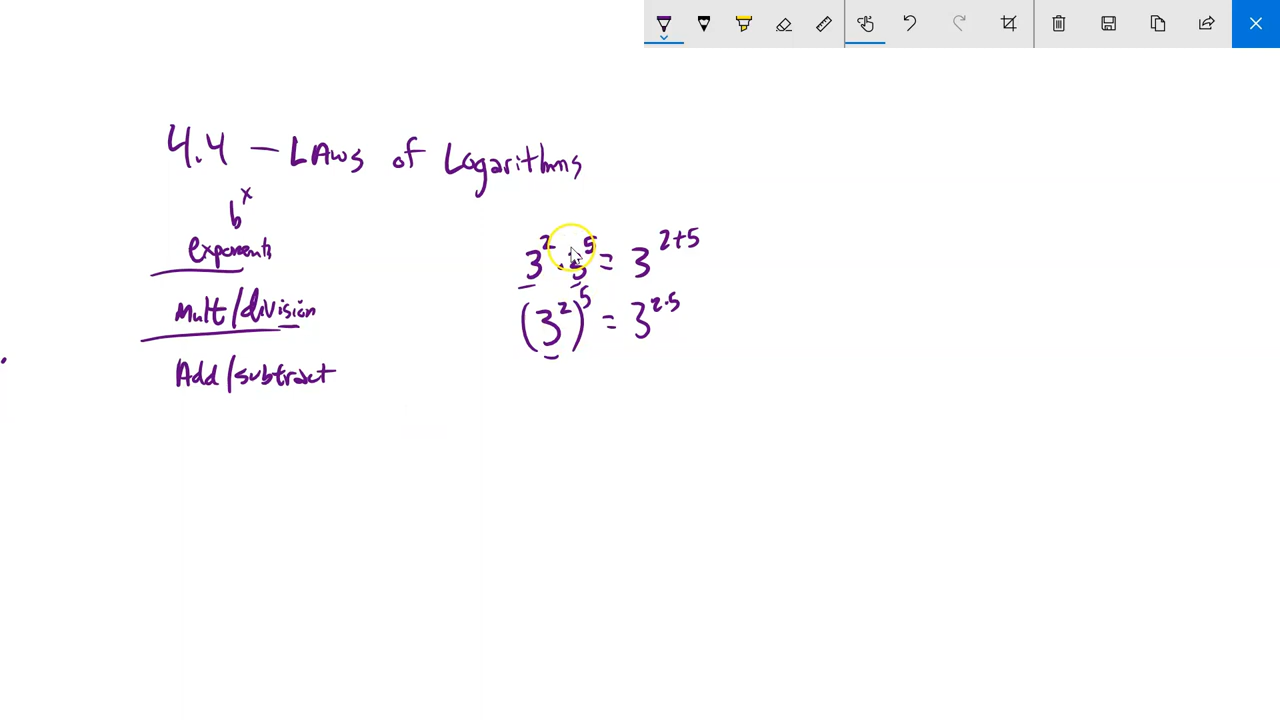 4.4 — LAws of Logarithms
b^x
exponents
Mult/division
Add/subtract
3^2 · 3^5 = 3^{2+5}
(3^2)^5 = 3^{2·5}